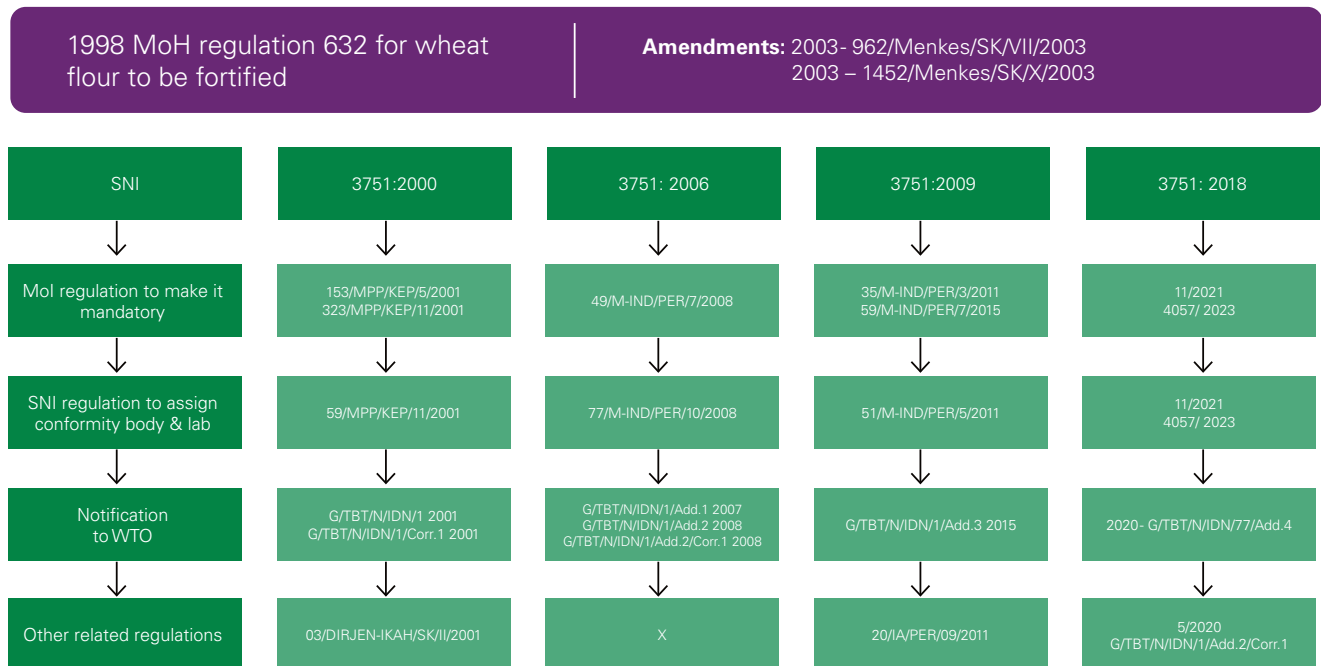 1998 MoH regulation 632 for wheat
flour to be fortified
Amendments: 2003- 962/Menkes/SK/VII/2003
2003 – 1452/Menkes/SK/X/2003
SNI
3751:2000
3751: 2006
3751:2009
3751: 2018
MoI regulation to make it
mandatory
153/MPP/KEP/5/2001
323/MPP/KEP/11/2001
49/M-IND/PER/7/2008
35/M-IND/PER/3/2011
59/M-IND/PER/7/2015
11/2021
4057/ 2023
SNI regulation to assign
conformity body & lab
59/MPP/KEP/11/2001
77/M-IND/PER/10/2008
51/M-IND/PER/5/2011
11/2021
4057/ 2023
Notification
to WTO
G/TBT/N/IDN/1 2001
G/TBT/N/IDN/1/Corr.1 2001
G/TBT/N/IDN/1/Add.1 2007
G/TBT/N/IDN/1/Add.2 2008
G/TBT/N/IDN/1/Add.2/Corr.1 2008
G/TBT/N/IDN/1/Add.3 2015
2020- G/TBT/N/IDN/77/Add.4
Other related regulations
03/DIRJEN-IKAH/SK/II/2001
X
20/IA/PER/09/2011
5/2020
G/TBT/N/IDN/1/Add.2/Corr.1